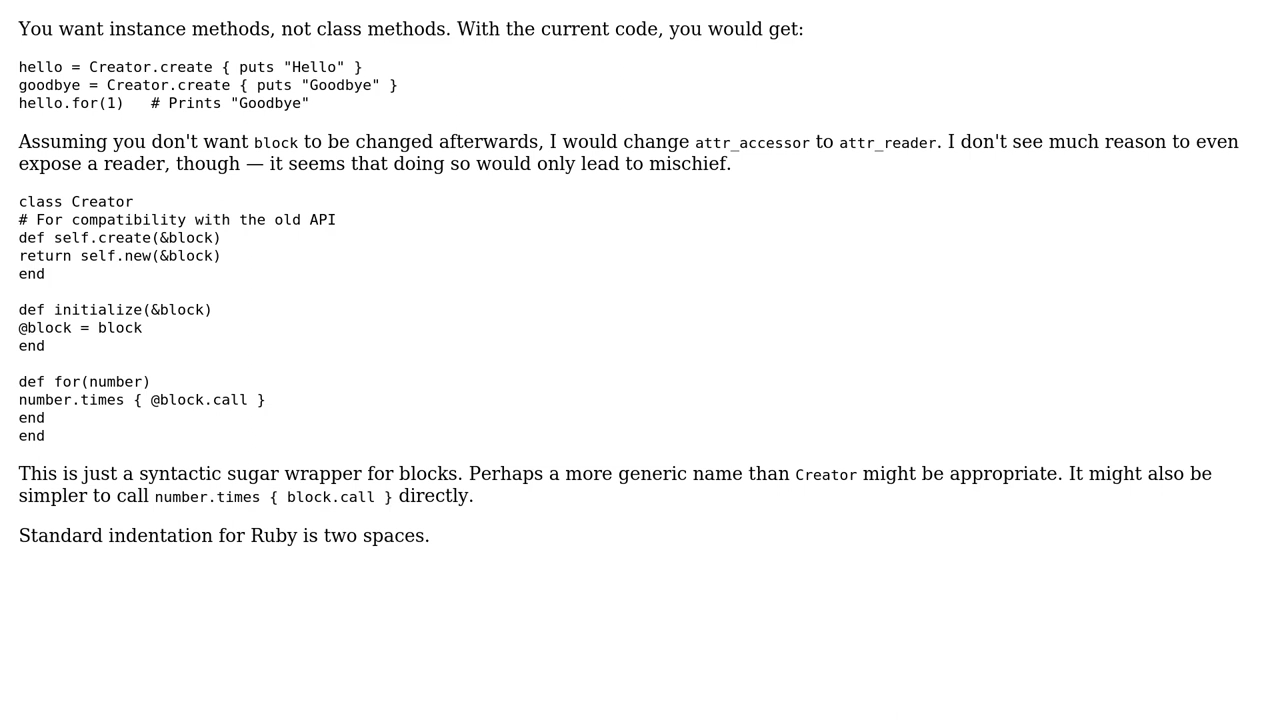 You want instance methods, not class methods. With the current code, you would get:
hello = Creator.create { puts "Hello" }
goodbye = Creator.create { puts "Goodbye" }
hello.for(1)   # Prints "Goodbye"
Assuming you don't want block to be changed afterwards, I would change attr_accessor to attr_reader. I don't see much reason to even
expose a reader, though — it seems that doing so would only lead to mischief.
class Creator
# For compatibility with the old API
def self.create(&block)
return self.new(&block)
end
def initialize(&block)
@block = block
end
def for(number)
number.times { @block.call }
end
end
This is just a syntactic sugar wrapper for blocks. Perhaps a more generic name than Creator might be appropriate. It might also be
simpler to call number.times { block.call } directly.
Standard indentation for Ruby is two spaces.